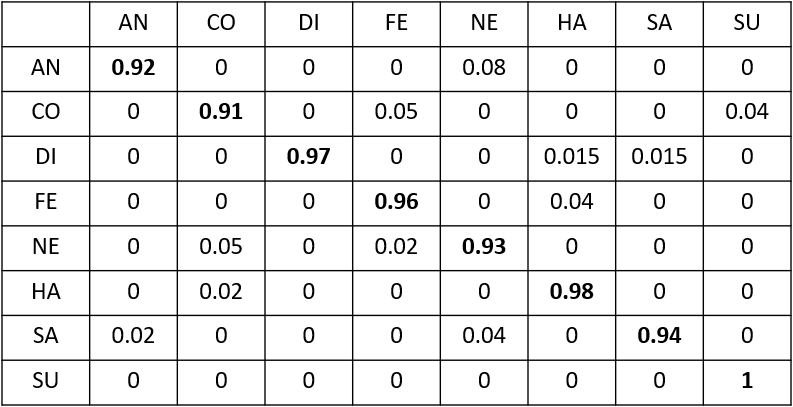 AN CO DI FE NE HA SA SU
AN 0.92 0 0 0 0.08 0 0 0
CO 0 0.91 0 0.05 0 0 0 0.04
DI 0 0 0.97 0 0 0.015 0.015 0
FE 0 0 0 0.96 0 0.04 0 0
NE 0 0.05 0 0.02 0.93 0 0 0
HA 0 0.02 0 0 0 0.98 0 0
SA 0.02 0 0 0 0.04 0 0.94 0
SU 0 0 0 0 0 0 0 1